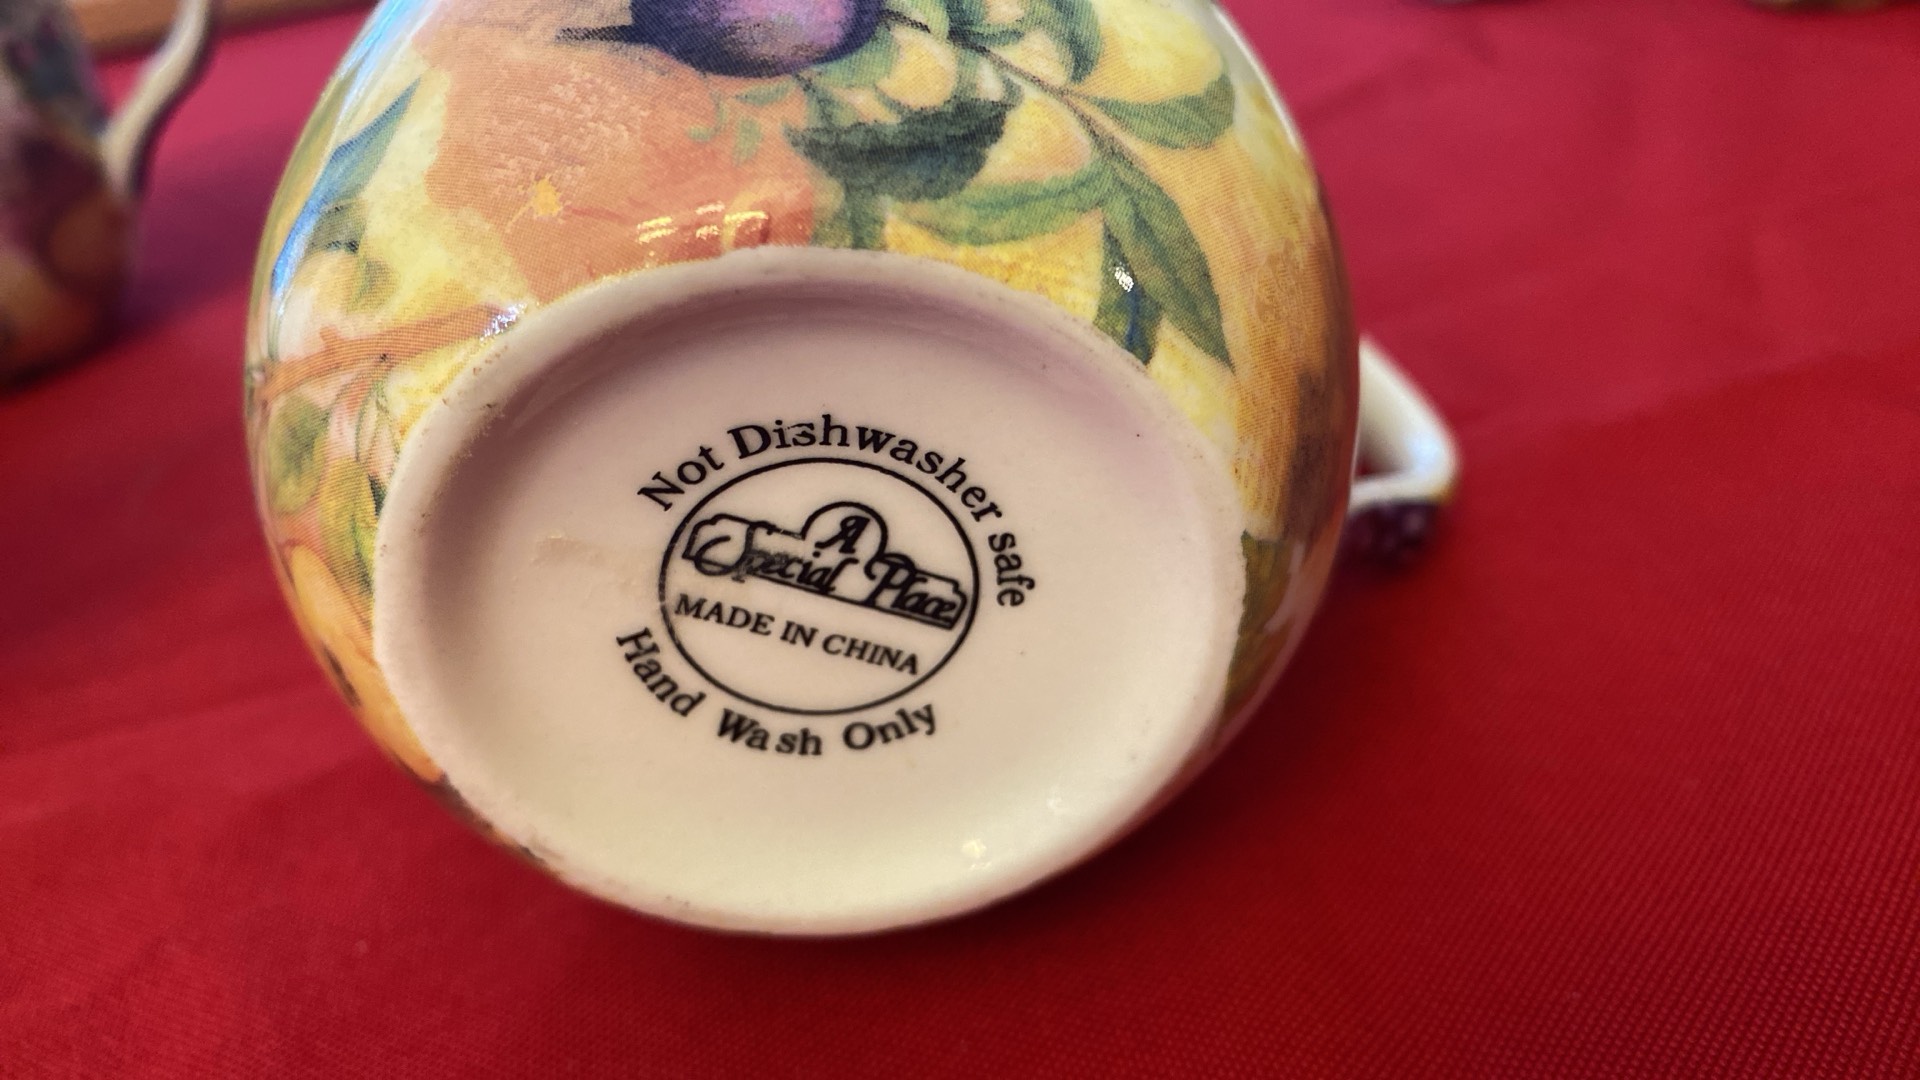 Not Dishwasher safe
A
Special Place
MADE IN CHINA
Hand Wash Only